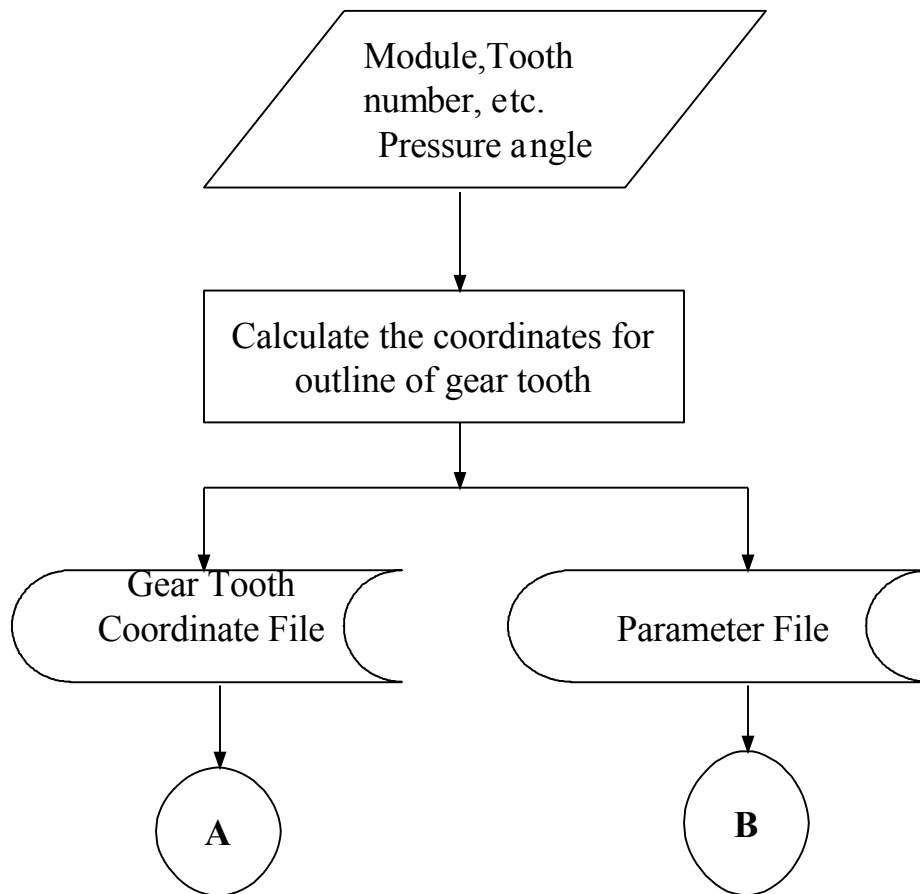 Module,Tooth
number, etc.
Pressure angle
Calculate the coordinates for
outline of gear tooth
Gear Tooth
Coordinate File
Parameter File
A
B